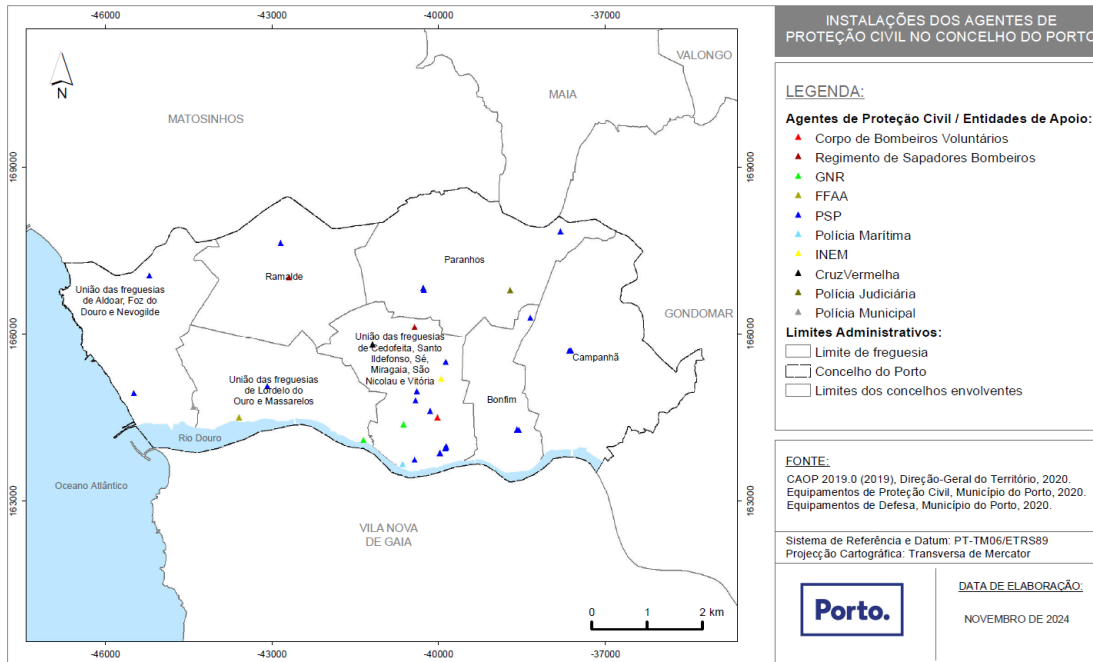 -46000
-43000
-40000
-37000
INSTALAÇÕES DOS AGENTES DE
PROTEÇÃO CIVIL NO CONCELHO DO PORTO
N
VALONGO
MAIA
MATOSINHOS
169000
169000
Paranhos
Ramalde
União das freguesias
de Aldoar, Foz do
Douro e Nevogilde
GONDOMAR
166000
166000
União das freguesias
de Cedofeita, Santo
Ildefonso, Sé,
Miragaia, São
Nicolau e Vitória
Campanhã
União das freguesias
de Lordelo do
Ouro e Massarelos
Bonfim
Rio Douro
Oceano Atlântico
163000
163000
VILA NOVA
DE GAIA
0 1 2 km
LEGENDA:
Agentes de Proteção Civil / Entidades de Apoio:
Corpo de Bombeiros Voluntários
Regimento de Sapadores Bombeiros
GNR
FFAA
PSP
Polícia Marítima
INEM
CruzVermelha
Polícia Judiciária
Polícia Municipal
Limites Administrativos:
Limite de freguesia
Concelho do Porto
Limites dos concelhos envolventes
FONTE:
CAOP 2019.0 (2019), Direção-Geral do Território, 2020.
Equipamentos de Proteção Civil, Município do Porto, 2020.
Equipamentos de Defesa, Município do Porto, 2020.
Sistema de Referência e Datum: PT-TM06/ETRS89
Projecção Cartográfica: Transversa de Mercator
Porto.
DATA DE ELABORAÇÃO:
NOVEMBRO DE 2024